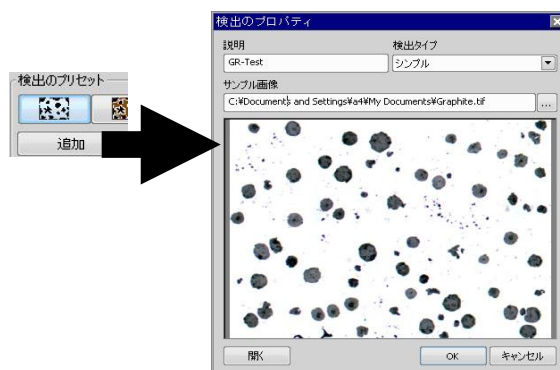 検出のプリセット
追加
検出のプロパティ
説明
検出タイプ
GR-Test
シンプル
サンプル画像
C:¥Documents and Settings¥a4¥My Documents¥Graphite.tif
...
開く
OK
キャンセル